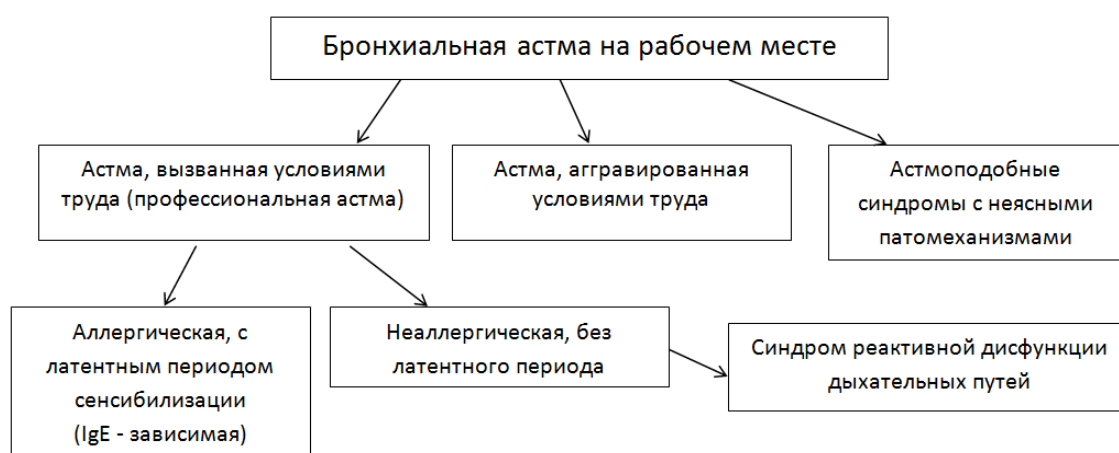 Бронхиальная астма на рабочем месте
Астма, вызванная условиями
труда (профессиональная астма)
Астма, аггравированная
условиями труда
Астмоподобные
синдромы с неясными
патомеханизмами
Аллергическая, с
латентным периодом
сенсибилизации
(IgE - зависимая)
Неаллергическая, без
латентного периода
Синдром реактивной дисфункции
дыхательных путей